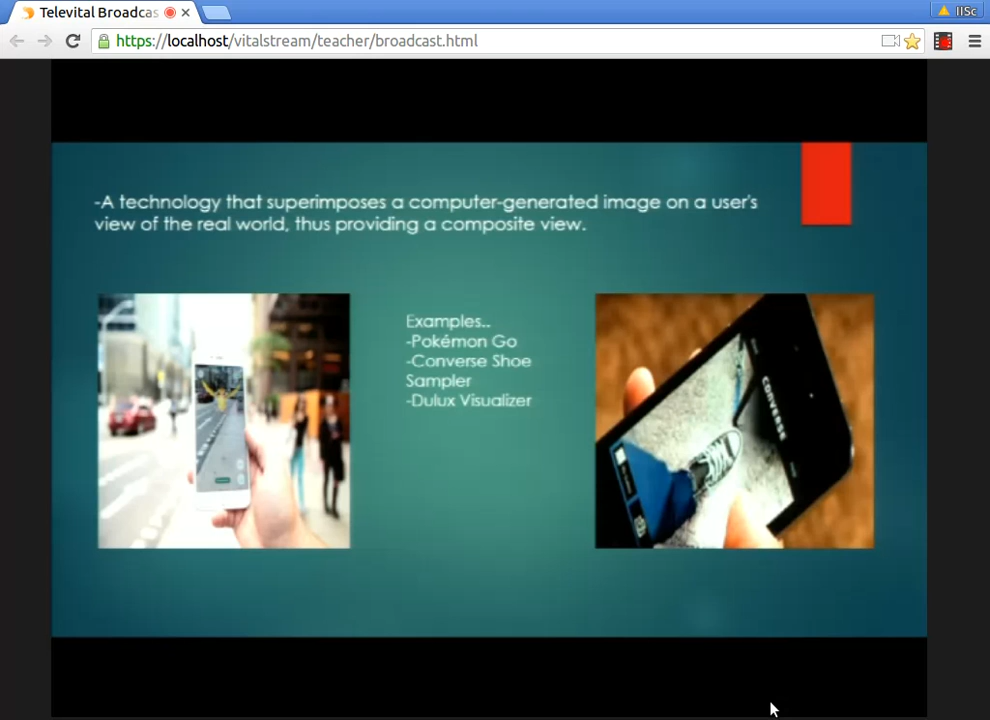 Televital Broadcas
IISc
https://localhost/vitalstream/teacher/broadcast.html
-A technology that superimposes a computer-generated image on a user's
view of the real world, thus providing a composite view.
Examples..
-Pokémon Go
-Converse Shoe
Sampler
-Dulux Visualizer
CONVERSE